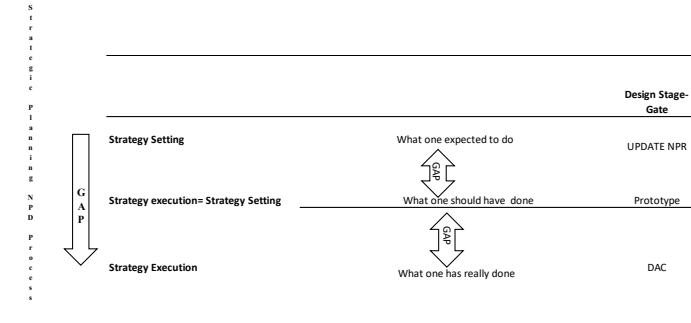 Strategic Planning NPD Process
Design Stage-
Gate
Strategy Setting
What one expected to do
UPDATE NPR
GAP
GAP
Strategy execution= Strategy Setting
What one should have done
Prototype
GAP
Strategy Execution
What one has really done
DAC